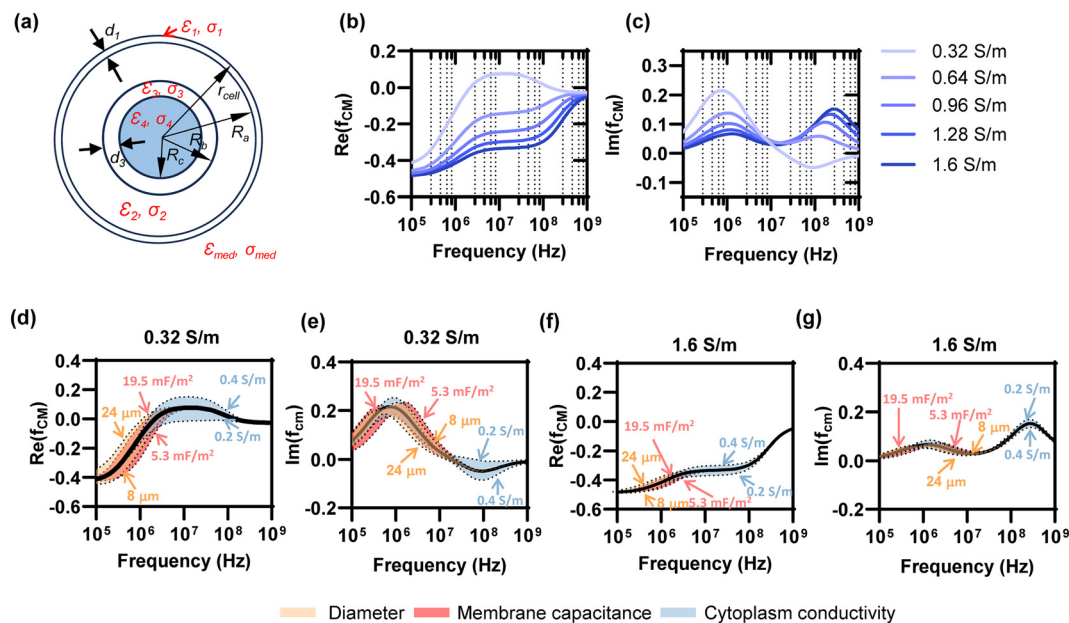 (a)
d1
ε1, σ1
ε3, σ3
rcell
ε4, σ4
Ra
Rb
d3
Rc
ε2, σ2
εmed, σmed
(b)
Re(fCM)
0.2
0.0
-0.2
-0.4
-0.6
10^5 10^6 10^7 10^8 10^9
Frequency (Hz)
(c)
Im(fCM)
0.3
0.2
0.1
0.0
-0.1
10^5 10^6 10^7 10^8 10^9
Frequency (Hz)
0.32 S/m
0.64 S/m
0.96 S/m
1.28 S/m
1.6 S/m
(d)
0.32 S/m
Re(fCM)
0.4
0.2
0.0
-0.2
-0.4
-0.6
19.5 mF/m²
0.4 S/m
24 μm
0.2 S/m
5.3 mF/m²
8 μm
10^5 10^6 10^7 10^8 10^9
Frequency (Hz)
(e)
0.32 S/m
Im(fcm)
0.4
0.2
0.0
-0.2
19.5 mF/m²
5.3 mF/m²
8 μm
0.2 S/m
24 μm
0.4 S/m
10^5 10^6 10^7 10^8 10^9
Frequency (Hz)
(f)
1.6 S/m
Re(fCM)
0.4
0.2
0.0
-0.2
-0.4
-0.6
19.5 mF/m²
0.4 S/m
24 μm
8 μm
5.3 mF/m²
0.2 S/m
10^5 10^6 10^7 10^8 10^9
Frequency (Hz)
(g)
1.6 S/m
Im(fcm)
0.4
0.2
0.0
-0.2
19.5 mF/m²
5.3 mF/m²
8 μm
0.2 S/m
24 μm
0.4 S/m
10^5 10^6 10^7 10^8 10^9
Frequency (Hz)
Diameter
Membrane capacitance
Cytoplasm conductivity